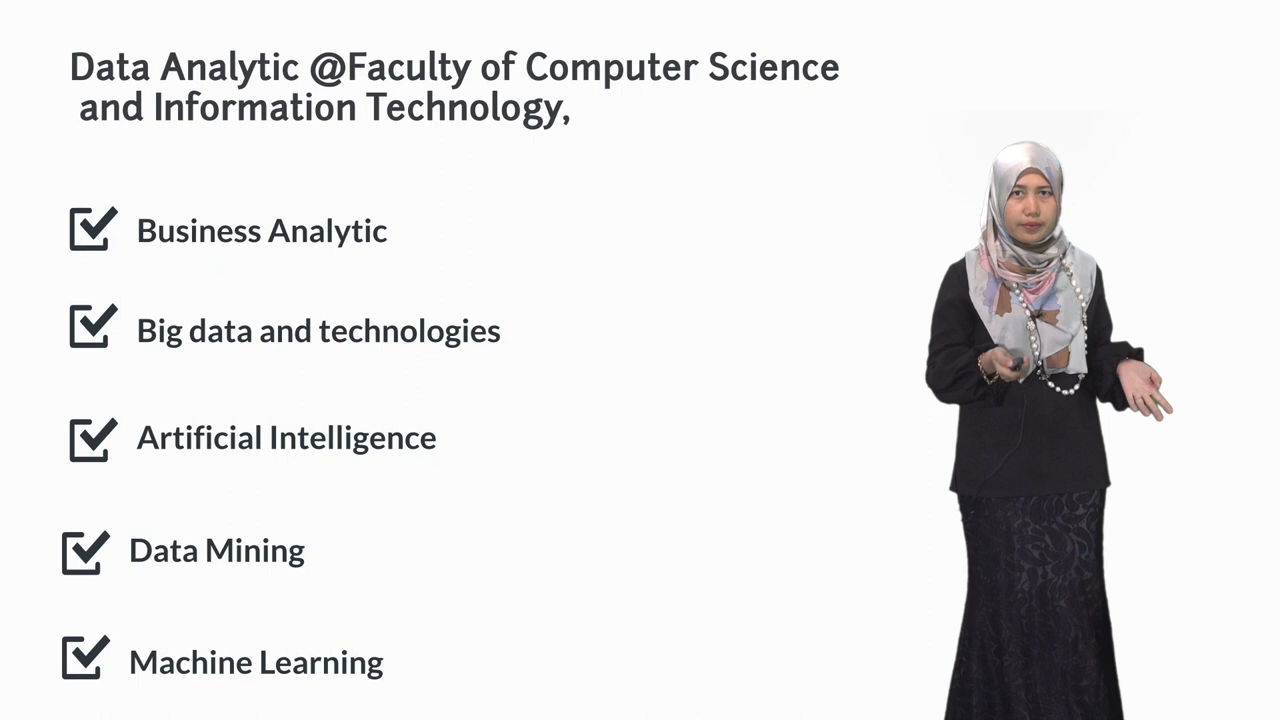 Data Analytic @Faculty of Computer Science
and Information Technology,
Business Analytic
Big data and technologies
Artificial Intelligence
Data Mining
Machine Learning